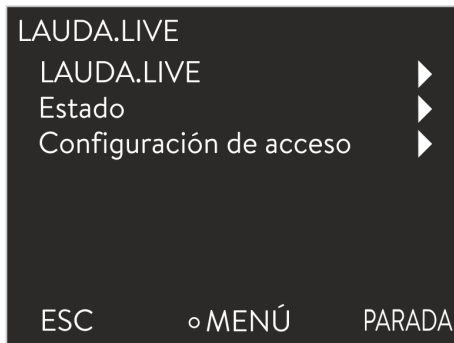 LAUDA.LIVE
LAUDA.LIVE
Estado
Configuración de acceso
ESC MENÚ PARADA